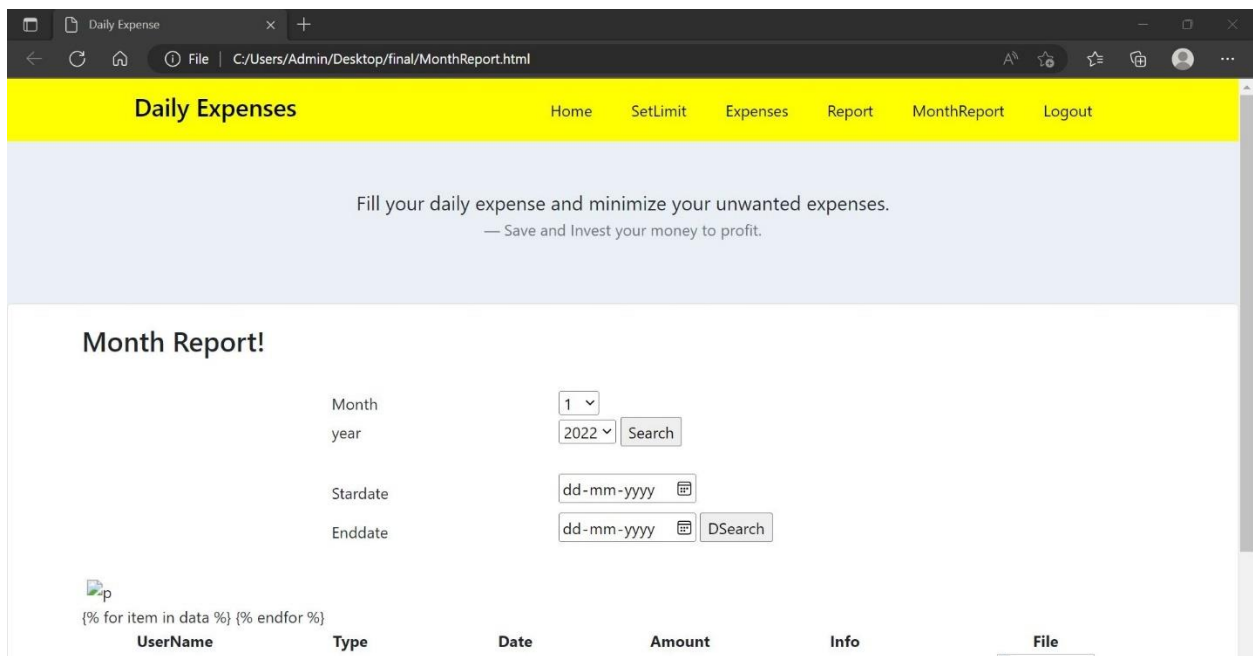 Daily Expense
File C:/Users/Admin/Desktop/final/MonthReport.html
Daily Expenses Home SetLimit Expenses Report MonthReport Logout
Fill your daily expense and minimize your unwanted expenses.
— Save and Invest your money to profit.
Month Report!
Month 1
year 2022 Search
Stardate dd-mm-yyyy
Enddate dd-mm-yyyy DSearch
p
{% for item in data %} {% endfor %}
UserName Type Date Amount Info File